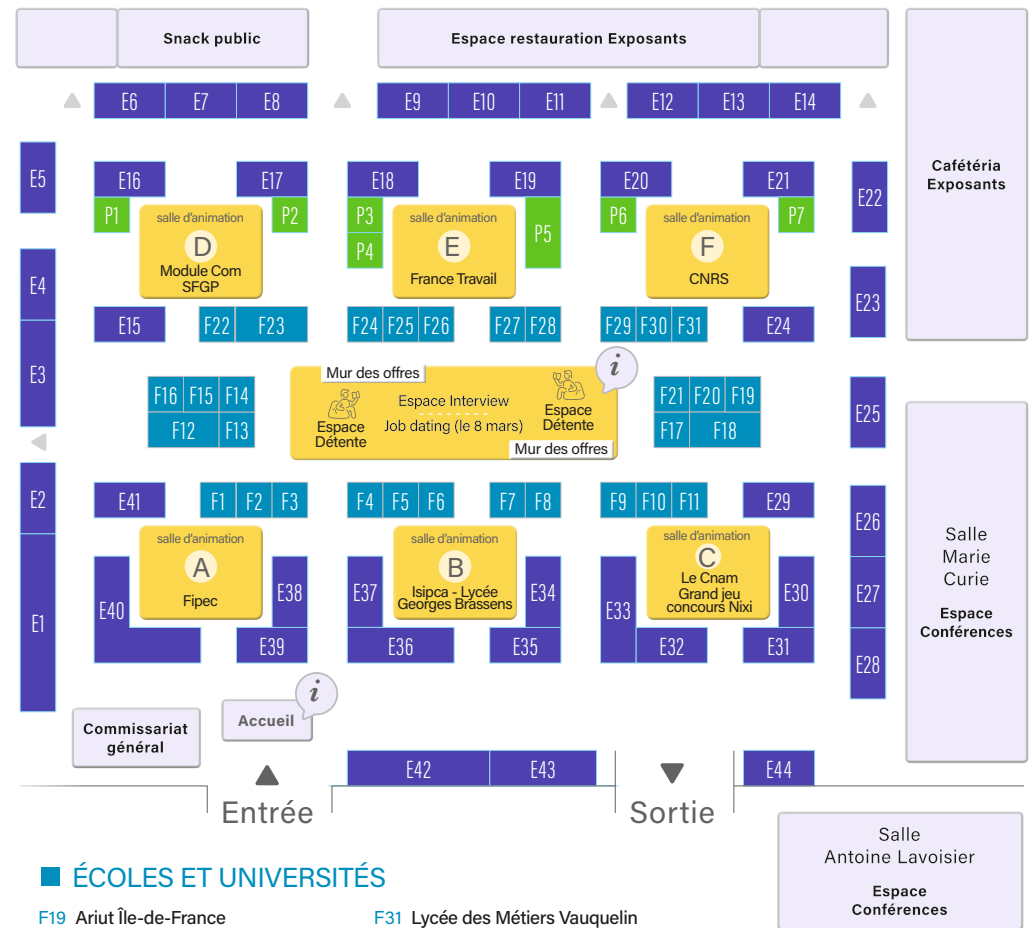 Snack public
Espace restauration Exposants
E6 E7 E8
E9 E10 E11
E12 E13 E14
Cafétéria
Exposants
E5
E16
E17
E18
E19
E20
E21
E22
P1
P2
P3
P4
P5
P6
P7
salle d'animation
D
Module Com
SFGP
salle d'animation
E
France Travail
salle d'animation
F
CNRS
E4
E3
E23
E15
F22 F23
F24 F25 F26
F27 F28
F29 F30 F31
E24
F16 F15 F14
F12 F13
Mur des offres
i
Espace
Détente
Espace Interview
Job dating (le 8 mars)
Espace
Détente
Mur des offres
F21 F20 F19
F17 F18
E25
E2
E1
E41
F1 F2 F3
F4 F5 F6
F7 F8
F9 F10 F11
E29
E26
E27
E28
Salle
Marie
Curie
Espace
Conférences
salle d'animation
A
Fipec
salle d'animation
B
Isipca - Lycée
Georges Brassens
salle d'animation
C
Le Cnam
Grand jeu
concours Nixi
E40
E38
E39
E37
E36
E34
E35
E33
E32
E30
E31
Commissariat
général
Accueil
i
E42 E43
E44
Entrée
Sortie
Salle
Antoine Lavoisier
Espace
Conférences
ÉCOLES ET UNIVERSITÉS
F19 Ariut Île-de-France
F31 Lycée des Métiers Vauquelin